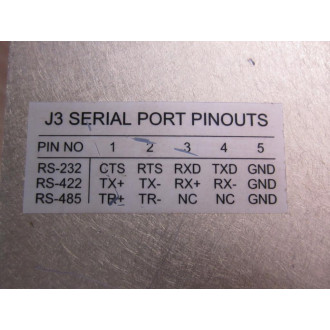 J3 SERIAL PORT PINOUTS
PIN NO 1 2 3 4 5
RS-232 CTS RTS RXD TXD GND
RS-422 TX+ TX- RX+ RX- GND
RS-485 TR+ TR- NC NC GND